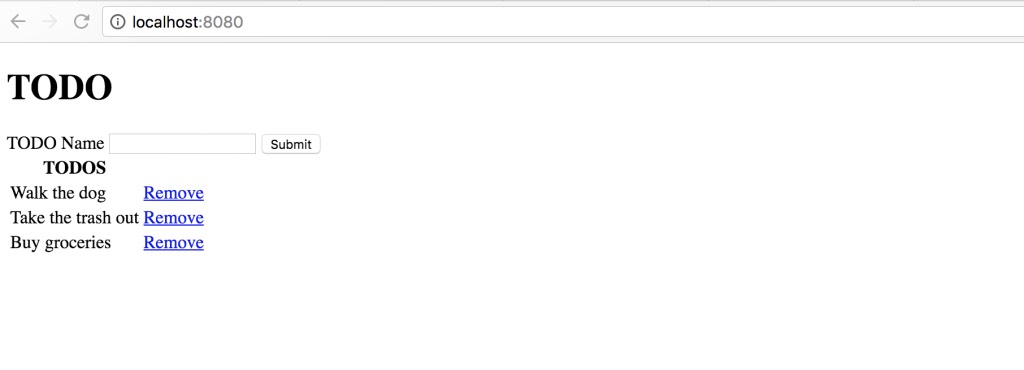 localhost:8080
TODO
TODO Name Submit
TODOS
Walk the dog Remove
Take the trash out Remove
Buy groceries Remove